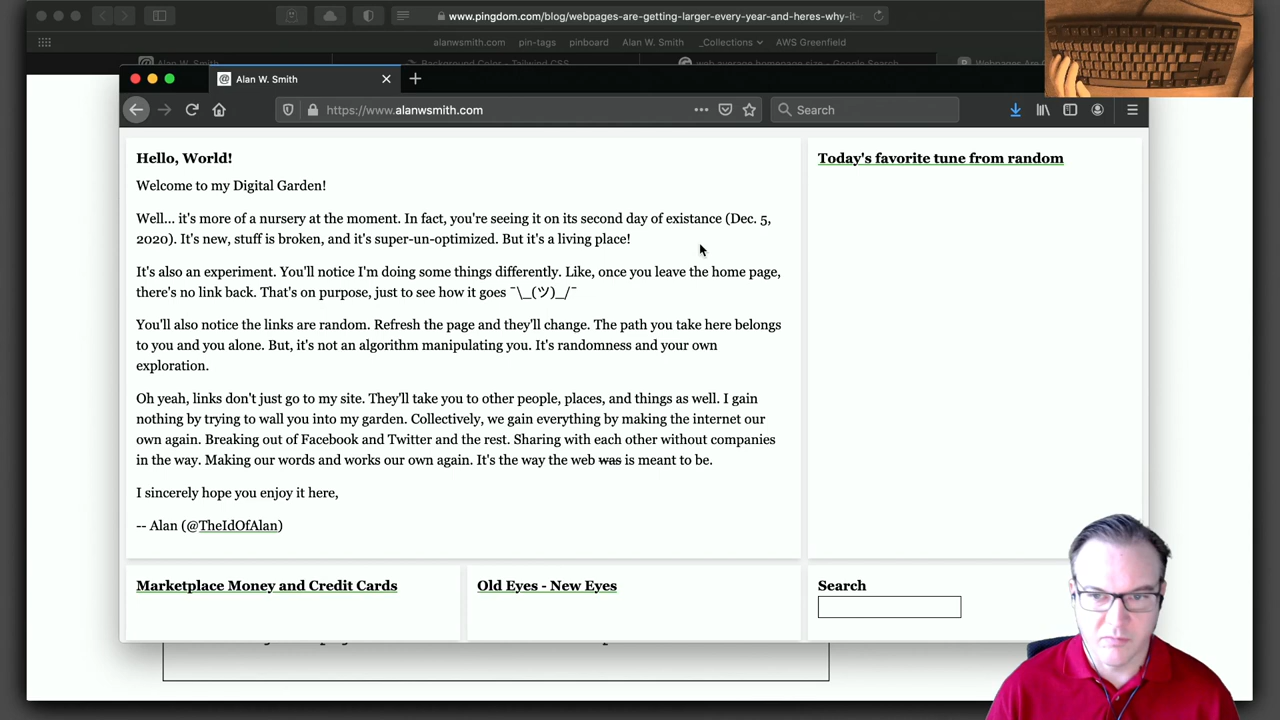 www.pingdom.com/blog/webpages-are-getting-larger-every-year-and-heres-why-it-
alanwsmith.com pin-tags pinboard Alan W. Smith _Collections AWS Greenfield
alanwsmith.com Background Color - Tailwind CSS web average homepage size - Google Search Webpages Are G
Alan W. Smith
https://www.alanwsmith.com
Search
Hello, World!
Welcome to my Digital Garden!
Well... it's more of a nursery at the moment. In fact, you're seeing it on its second day of existance (Dec. 5,
2020). It's new, stuff is broken, and it's super-un-optimized. But it's a living place!
It's also an experiment. You'll notice I'm doing some things differently. Like, once you leave the home page,
there's no link back. That's on purpose, just to see how it goes ¯\_(ツ)_/¯
You'll also notice the links are random. Refresh the page and they'll change. The path you take here belongs
to you and you alone. But, it's not an algorithm manipulating you. It's randomness and your own
exploration.
Oh yeah, links don't just go to my site. They'll take you to other people, places, and things as well. I gain
nothing by trying to wall you into my garden. Collectively, we gain everything by making the internet our
own again. Breaking out of Facebook and Twitter and the rest. Sharing with each other without companies
in the way. Making our words and works our own again. It's the way the web was is meant to be.
I sincerely hope you enjoy it here,
-- Alan (@TheIdOfAlan)
Today's favorite tune from random
Marketplace Money and Credit Cards
Old Eyes - New Eyes
Search